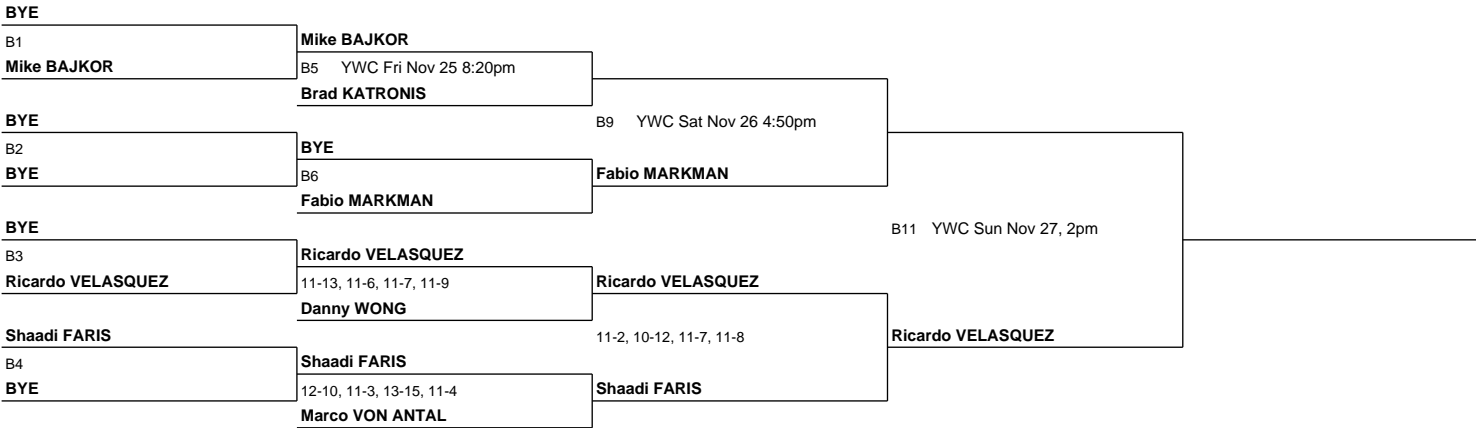 BYE
B1
Mike BAJKOR
Mike BAJKOR
B5 YWC Fri Nov 25 8:20pm
Brad KATRONIS
BYE
B2
BYE
BYE
B6
Fabio MARKMAN
B9 YWC Sat Nov 26 4:50pm
Fabio MARKMAN
BYE
B3
Ricardo VELASQUEZ
Ricardo VELASQUEZ
11-13, 11-6, 11-7, 11-9
Danny WONG
Shaadi FARIS
B4
BYE
Shaadi FARIS
12-10, 11-3, 13-15, 11-4
Marco VON ANTAL
Ricardo VELASQUEZ
11-2, 10-12, 11-7, 11-8
Shaadi FARIS
B11 YWC Sun Nov 27, 2pm
Ricardo VELASQUEZ